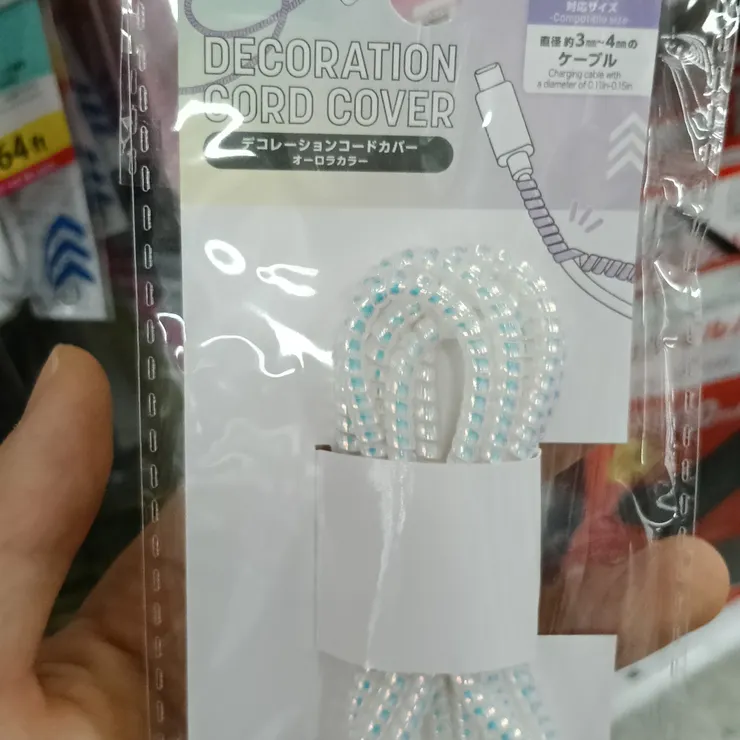 対応サイズ
-Compatible size-
直径 約3mm~4mmの
ケーブル
Charging cable with
a diameter of 0.11in-0.15in
DECORATION
CORD COVER
デコレーションコードカバー
オーロラカラー
64ft